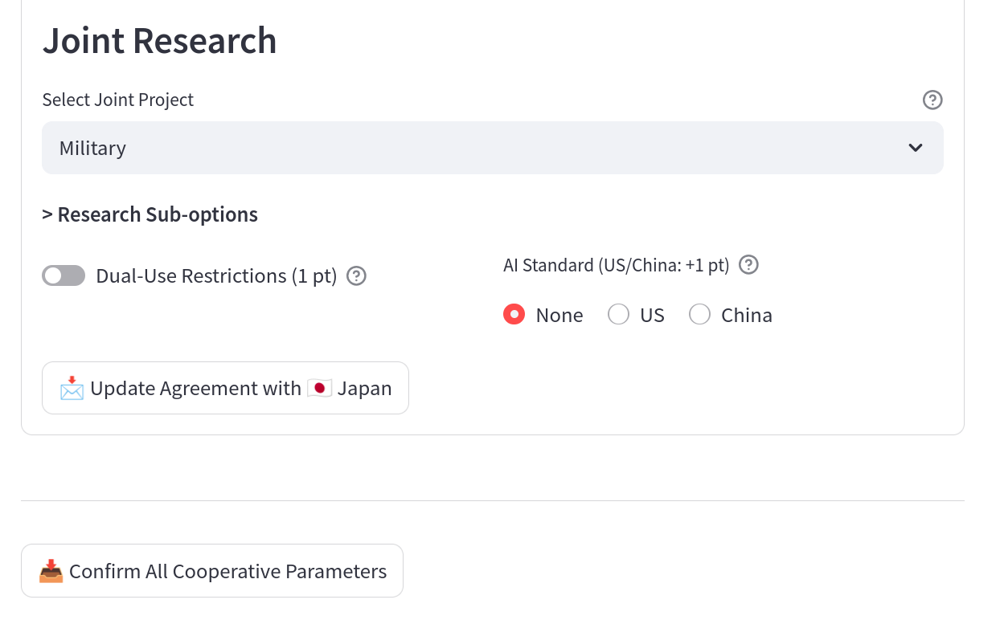 Joint Research
Select Joint Project
Military
> Research Sub-options
Dual-Use Restrictions (1 pt)
AI Standard (US/China: +1 pt)
None US China
📩 Update Agreement with 🇯🇵 Japan
📥 Confirm All Cooperative Parameters